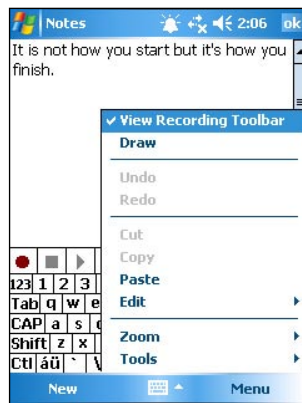 Notes 2:06 ok
It is not how you start but it's how you
finish.
View Recording Toolbar
Draw
Undo
Redo
Cut
Copy
Paste
Edit
Zoom
Tools
123 1 2 3
Tab q w e
CAP a s
Shift z x
Ctl áü ` \
New Menu